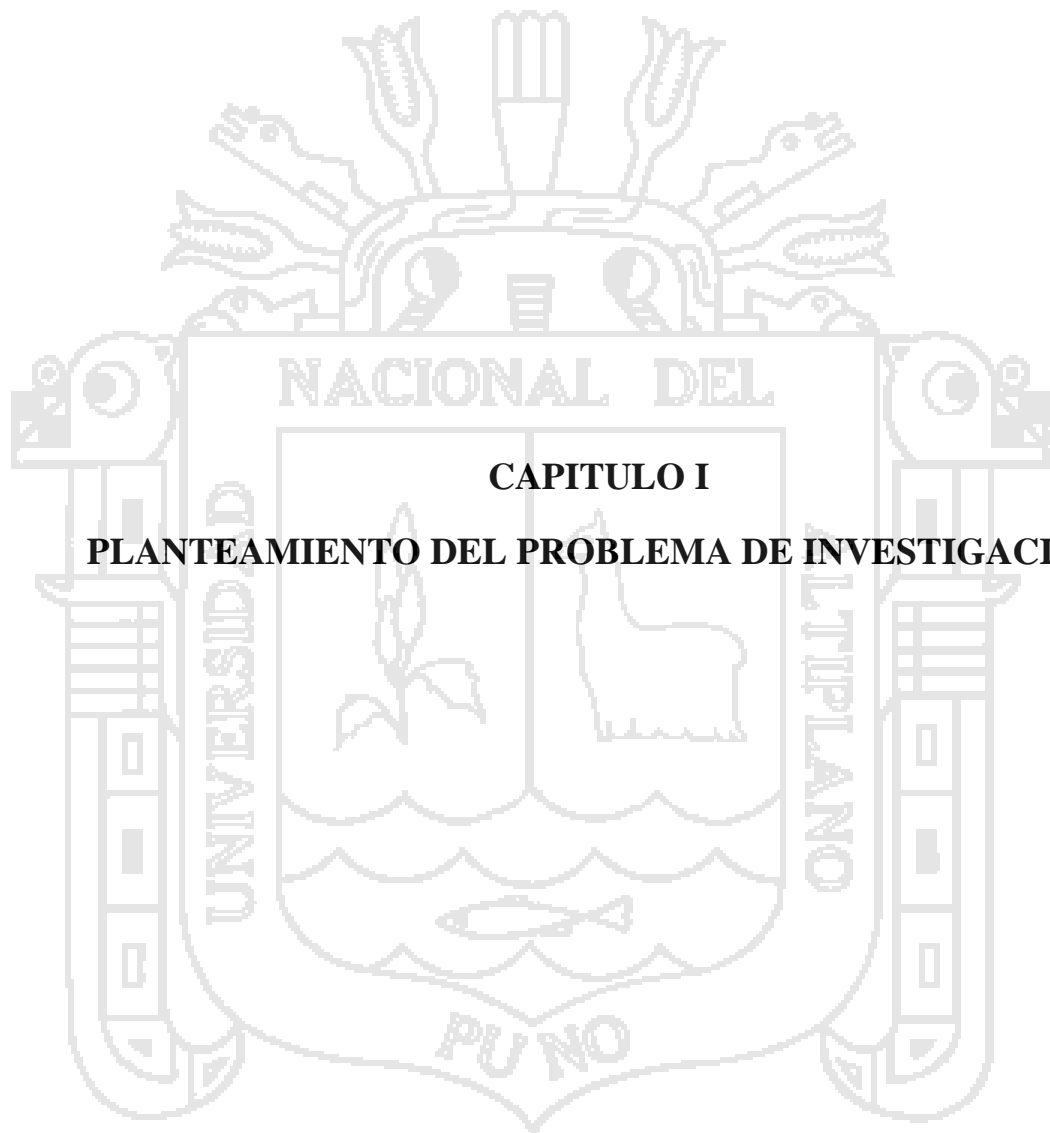 NACIONAL DEL
CAPITULO I
PLANTEAMIENTO DEL PROBLEMA DE INVESTIGACI
UNIVERSIDAD
ALTIPLANO
PUNO